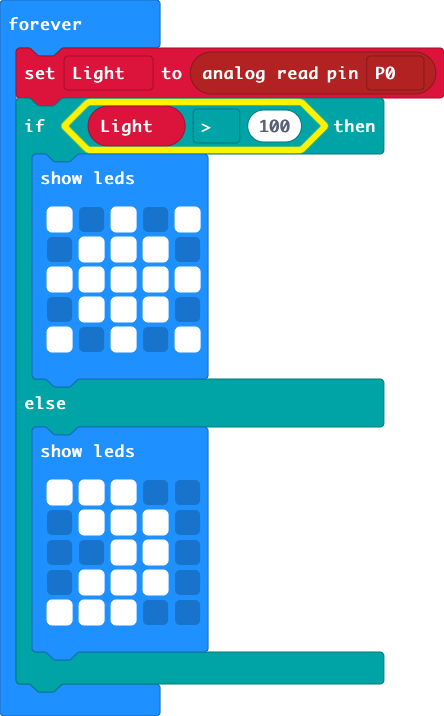 forever
set Light to analog read pin P0
if Light > 100 then
show leds
else
show leds